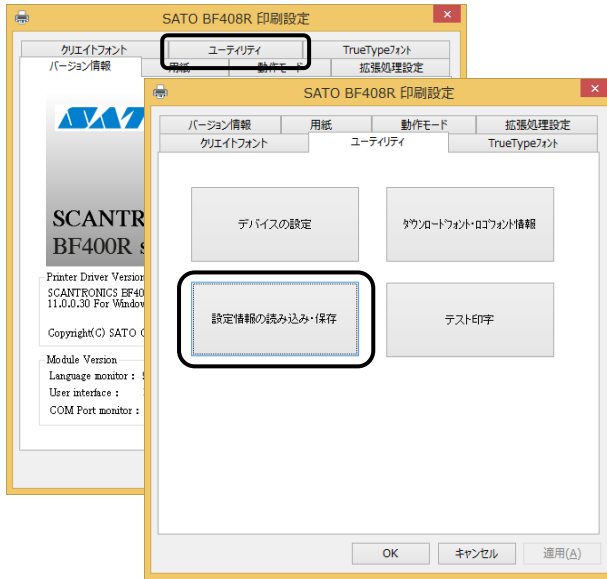 SATO BF408R 印刷設定
クリエイトフォント ユーティリティ TrueTypeフォント
バージョン情報 用紙 動作モード 拡張処理設定
SATO
SCANTR
BF400R s
Printer Driver Version
SCANTRONICS BF40
11.0.0.30 For Window
Copyright(C) SATO C
Module Version
Language monitor :
User interface :
COM Port monitor :
SATO BF408R 印刷設定
バージョン情報 用紙 動作モード 拡張処理設定
クリエイトフォント ユーティリティ TrueTypeフォント
デバイスの設定
ダウンロードフォント・ロゴフォント情報
設定情報の読み込み・保存
テスト印字
OK キャンセル 適用(A)